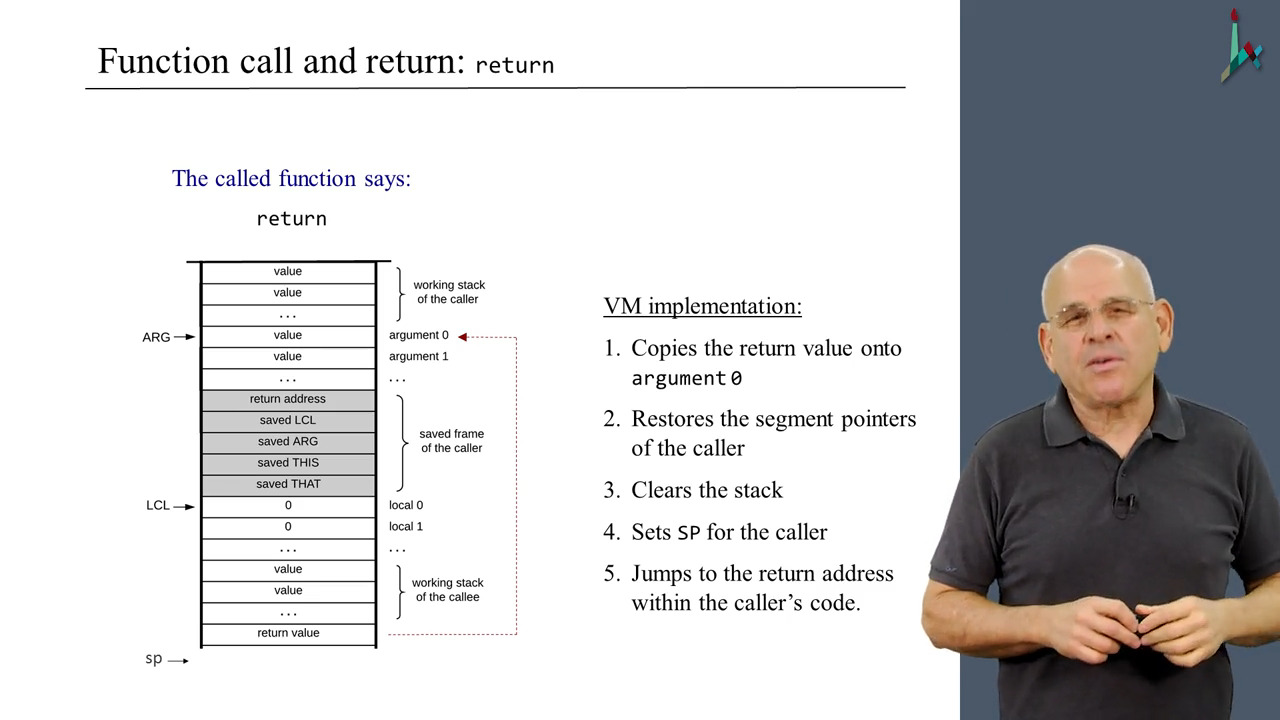 Function call and return: return
The called function says:
return
value
value
...
value
value
...
return address
saved LCL
saved ARG
saved THIS
saved THAT
0
0
...
value
value
...
return value
ARG
LCL
sp
working stack
of the caller
argument 0
argument 1
...
saved frame
of the caller
local 0
local 1
...
working stack
of the callee
VM implementation:
1. Copies the return value onto
argument 0
2. Restores the segment pointers
of the caller
3. Clears the stack
4. Sets SP for the caller
5. Jumps to the return address
within the caller’s code.